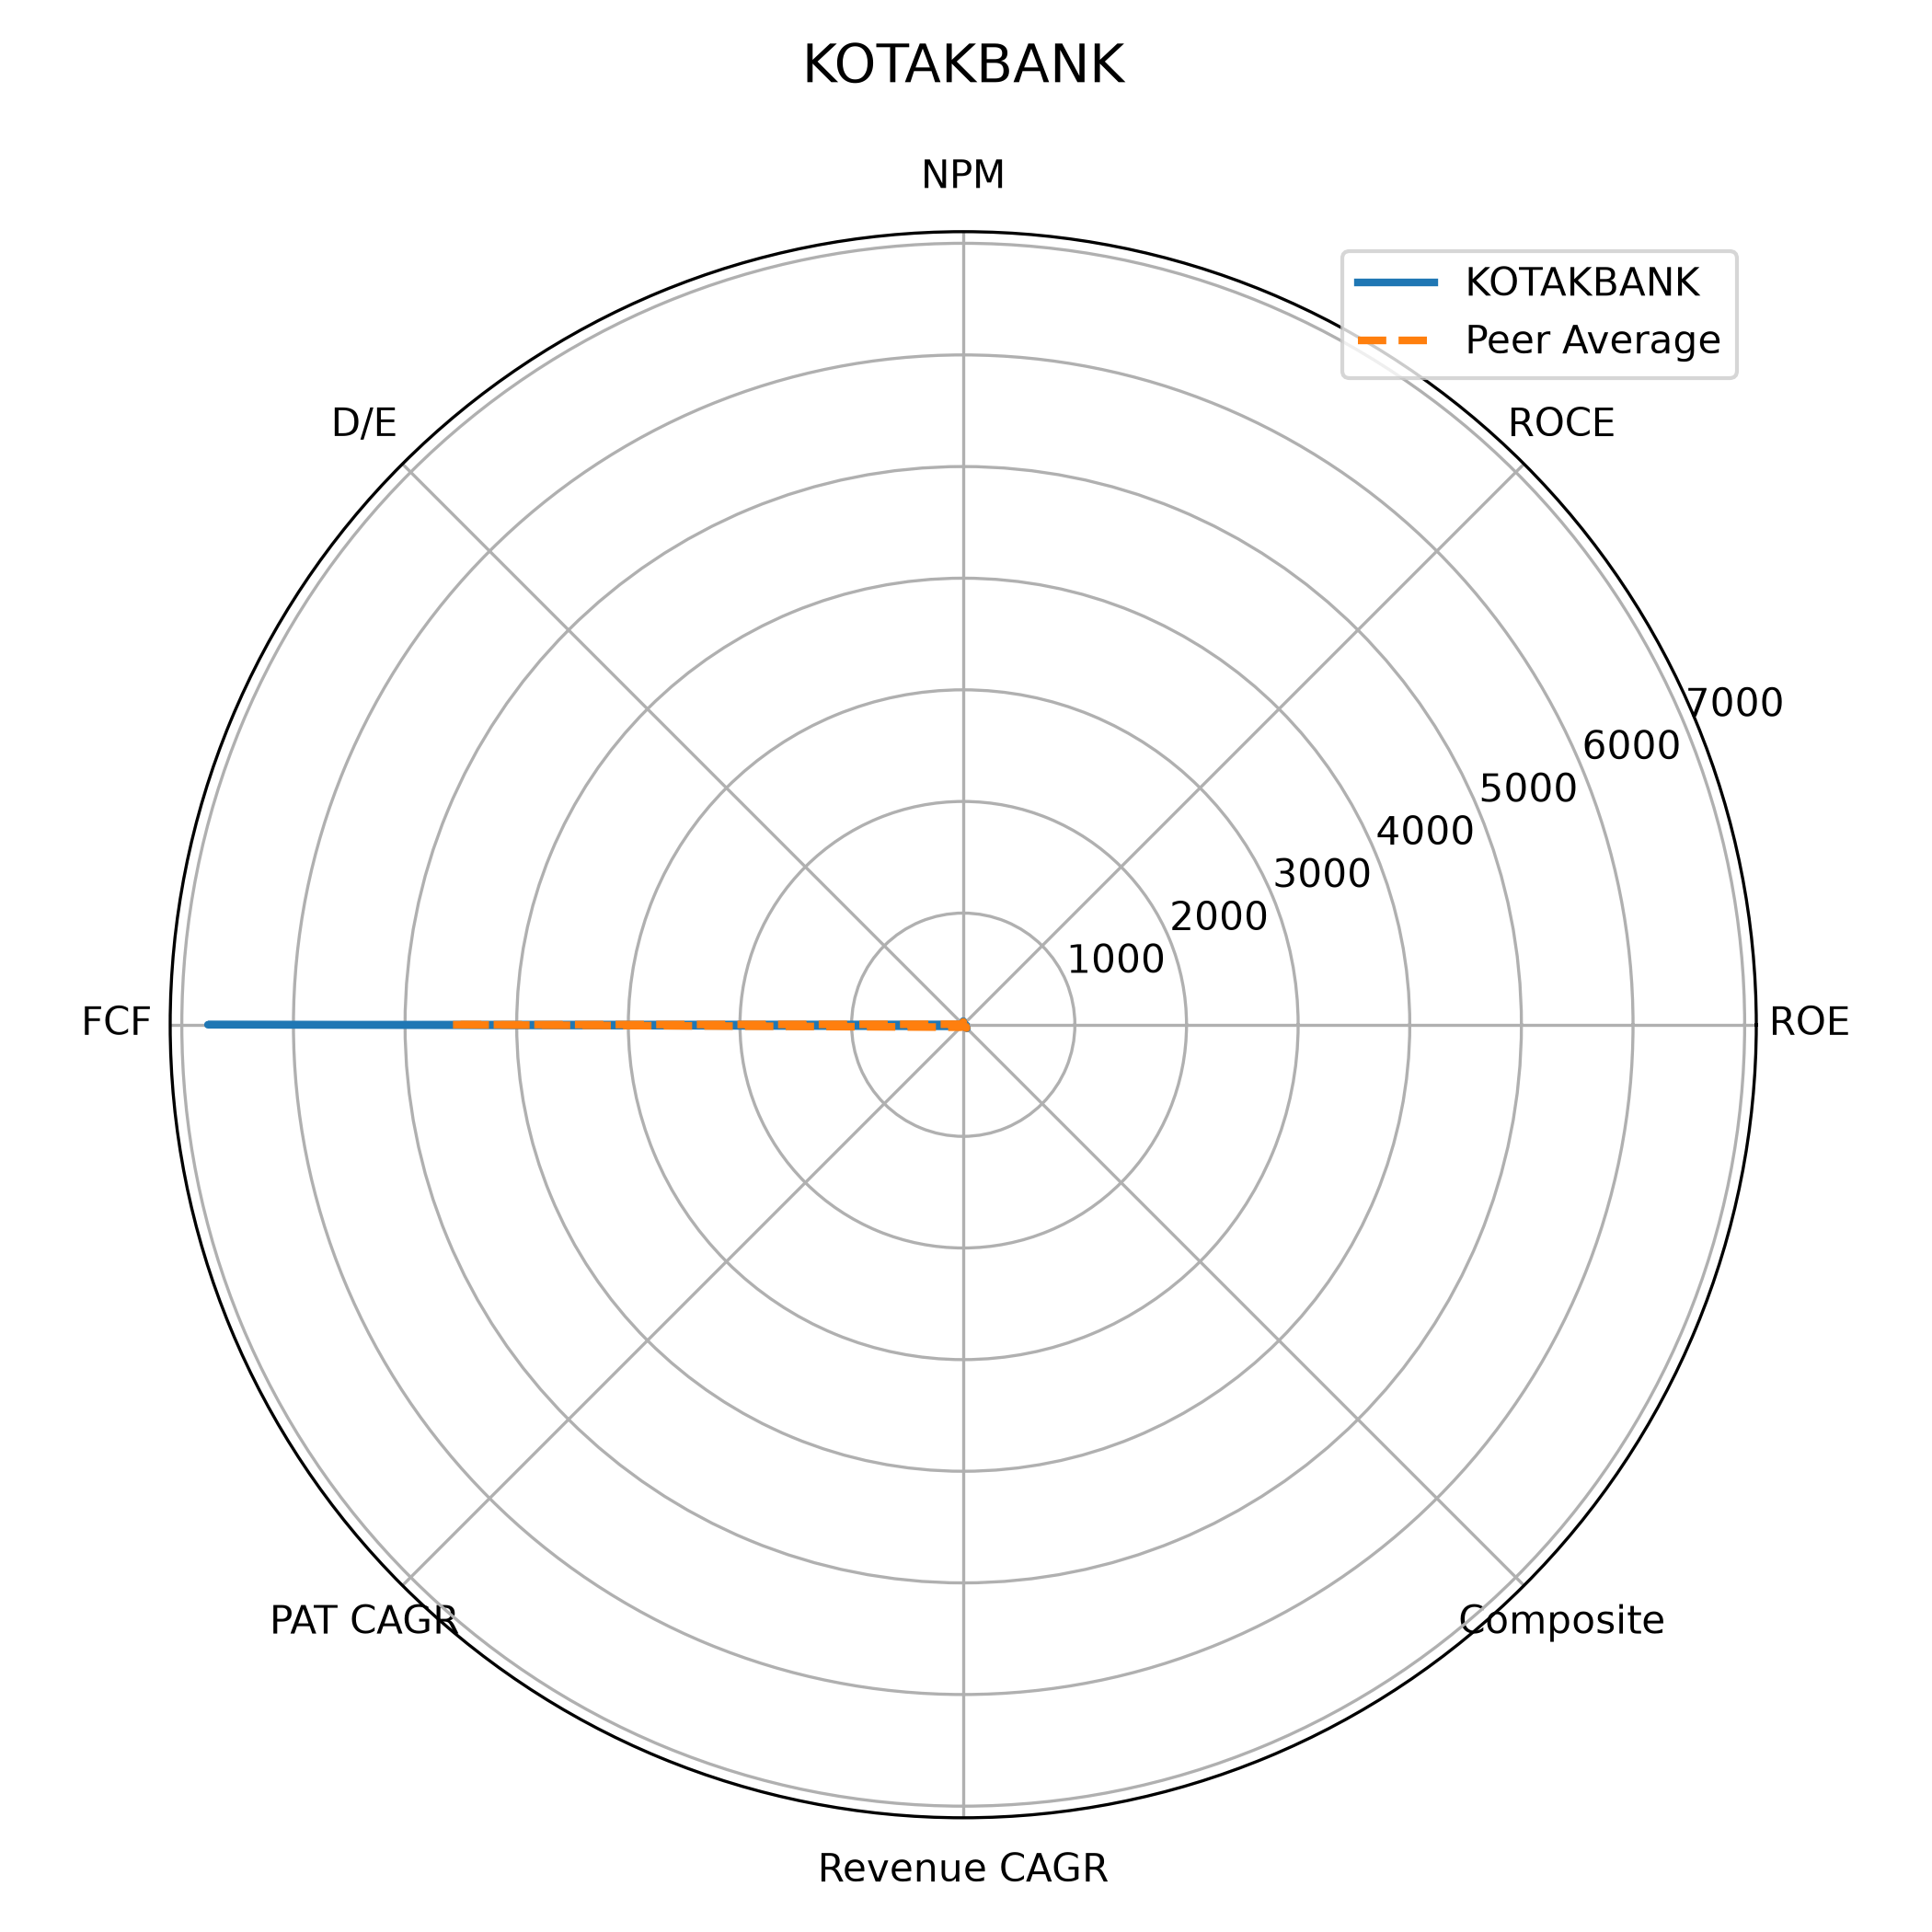 KOTAKBANK
NPM
KOTAKBANK
Peer Average
D/E
ROCE
7000
6000
5000
4000
3000
2000
1000
FCF
ROE
PAT CAGR
Composite
Revenue CAGR